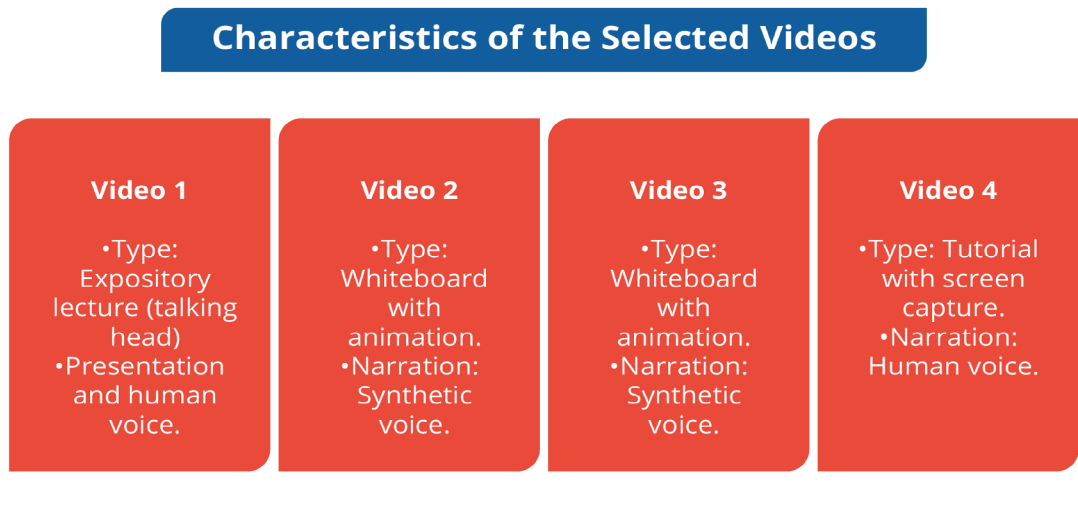 Characteristics of the Selected Videos
Video 1
•Type:
Expository
lecture (talking
head)
•Presentation
and human
voice.
Video 2
•Type:
Whiteboard
with
animation.
•Narration:
Synthetic
voice.
Video 3
•Type:
Whiteboard
with
animation.
•Narration:
Synthetic
voice.
Video 4
•Type: Tutorial
with screen
capture.
•Narration:
Human voice.